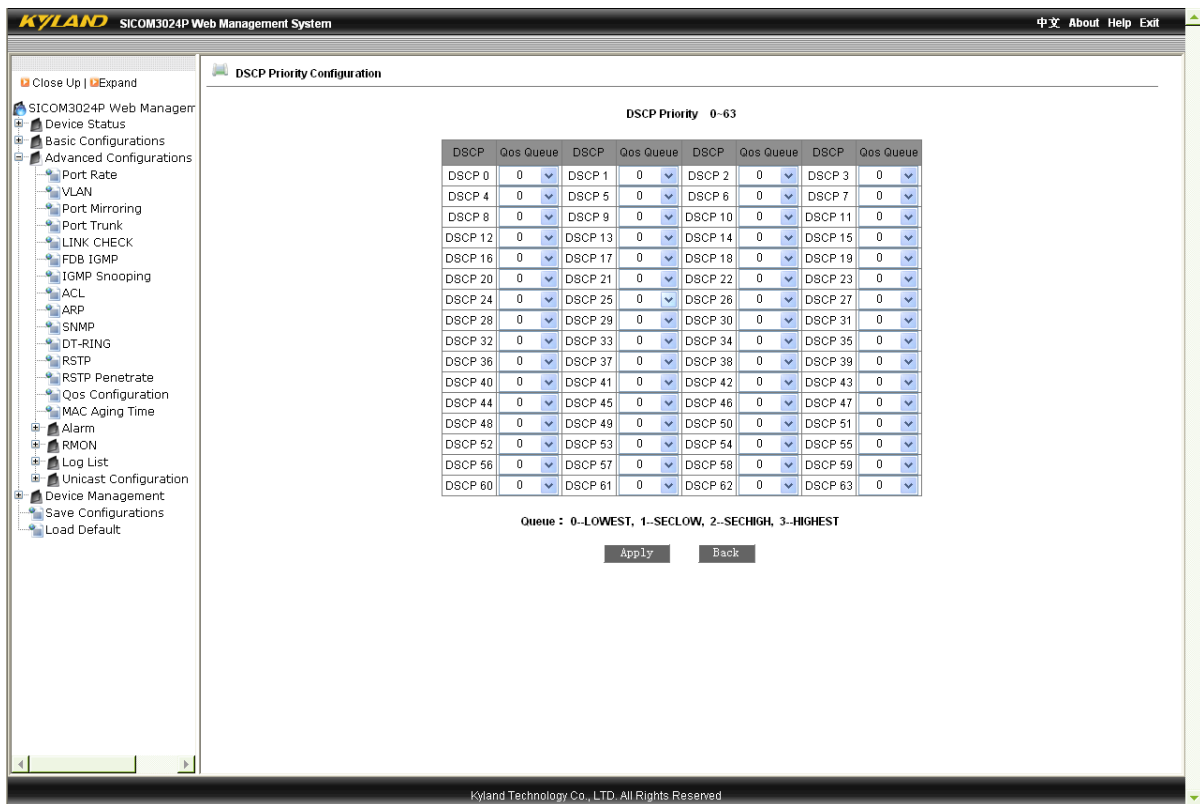 KYLAND SICOM3024P Web Management System 中文 About Help Exit
Close Up | Expand
SICOM3024P Web Managem
Device Status
Basic Configurations
Advanced Configurations
Port Rate
VLAN
Port Mirroring
Port Trunk
LINK CHECK
FDB IGMP
IGMP Snooping
ACL
ARP
SNMP
DT-RING
RSTP
RSTP Penetrate
Qos Configuration
MAC Aging Time
Alarm
RMON
Log List
Unicast Configuration
Device Management
Save Configurations
Load Default
DSCP Priority Configuration
DSCP Priority 0~63
DSCP Qos Queue DSCP Qos Queue DSCP Qos Queue DSCP Qos Queue
DSCP 0 0 DSCP 1 0 DSCP 2 0 DSCP 3 0
DSCP 4 0 DSCP 5 0 DSCP 6 0 DSCP 7 0
DSCP 8 0 DSCP 9 0 DSCP 10 0 DSCP 11 0
DSCP 12 0 DSCP 13 0 DSCP 14 0 DSCP 15 0
DSCP 16 0 DSCP 17 0 DSCP 18 0 DSCP 19 0
DSCP 20 0 DSCP 21 0 DSCP 22 0 DSCP 23 0
DSCP 24 0 DSCP 25 0 DSCP 26 0 DSCP 27 0
DSCP 28 0 DSCP 29 0 DSCP 30 0 DSCP 31 0
DSCP 32 0 DSCP 33 0 DSCP 34 0 DSCP 35 0
DSCP 36 0 DSCP 37 0 DSCP 38 0 DSCP 39 0
DSCP 40 0 DSCP 41 0 DSCP 42 0 DSCP 43 0
DSCP 44 0 DSCP 45 0 DSCP 46 0 DSCP 47 0
DSCP 48 0 DSCP 49 0 DSCP 50 0 DSCP 51 0
DSCP 52 0 DSCP 53 0 DSCP 54 0 DSCP 55 0
DSCP 56 0 DSCP 57 0 DSCP 58 0 DSCP 59 0
DSCP 60 0 DSCP 61 0 DSCP 62 0 DSCP 63 0
Queue：0--LOWEST, 1--SECLOW, 2--SECHIGH, 3--HIGHEST
Apply Back
Kyland Technology Co., LTD. All Rights Reserved